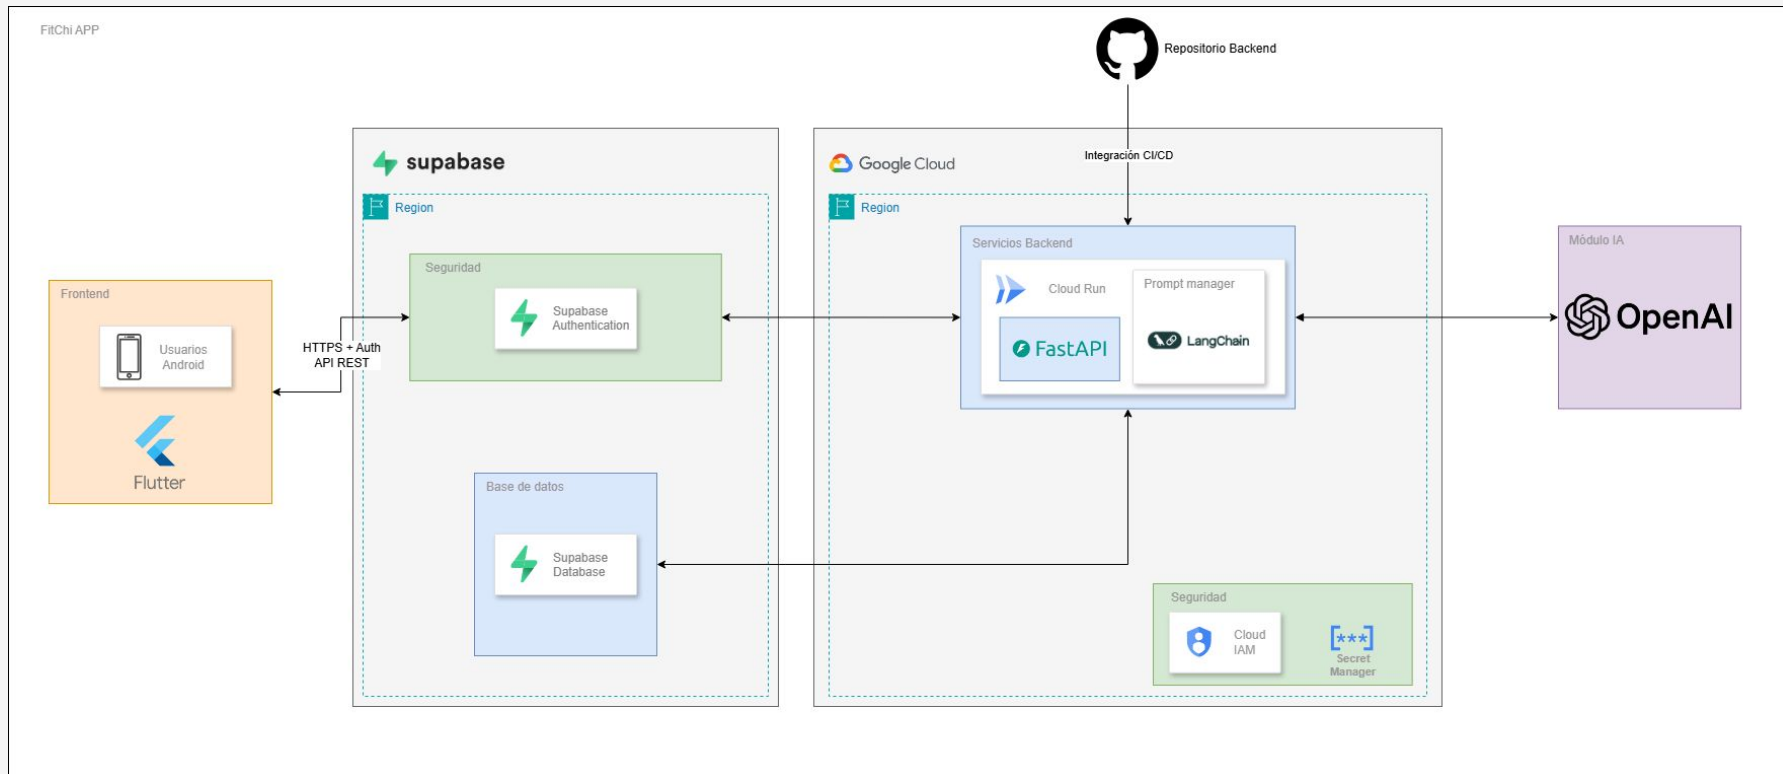 FitChi APP
Repositorio Backend
Integración CI/CD
supabase
Region
Seguridad
Supabase
Authentication
Base de datos
Supabase
Database
Google Cloud
Region
Servicios Backend
Cloud Run
FastAPI
Prompt manager
LangChain
Seguridad
Cloud
IAM
[***]
Secret
Manager
Frontend
Usuarios
Android
Flutter
HTTPS + Auth
API REST
Módulo IA
OpenAI